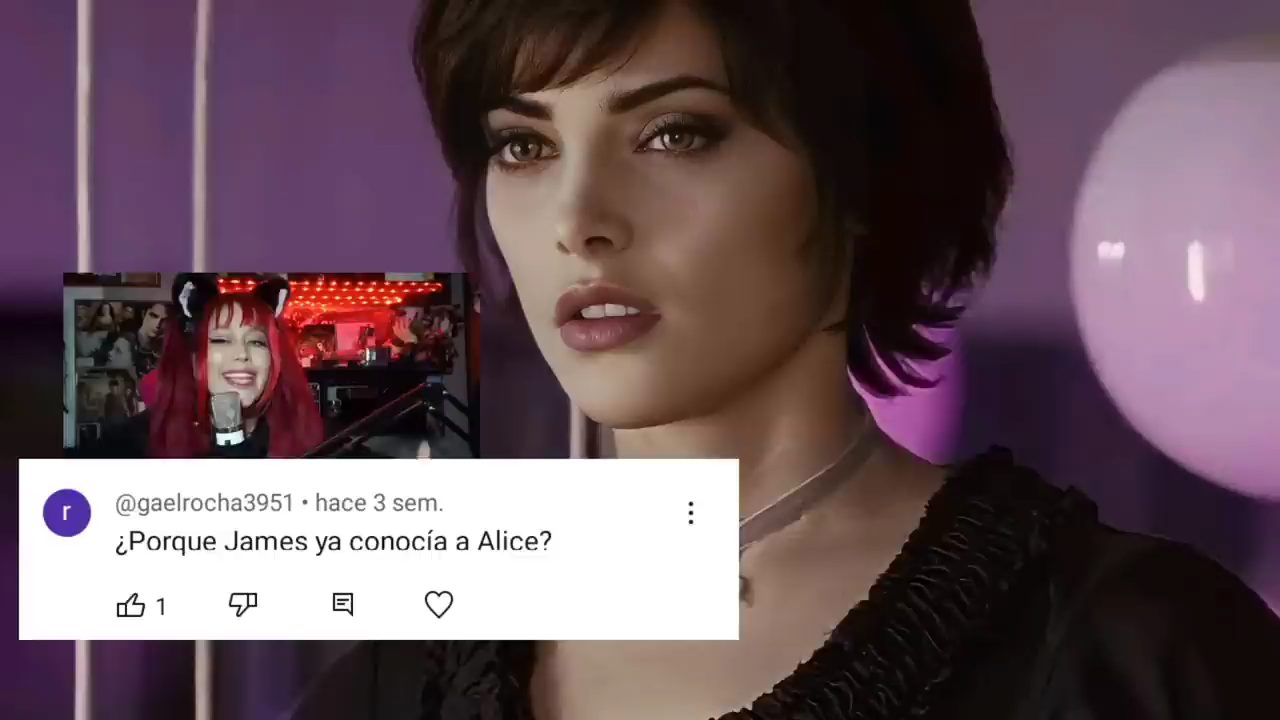 r
@gaelrocha3951 • hace 3 sem.
¿Porque James ya conocía a Alice?
1